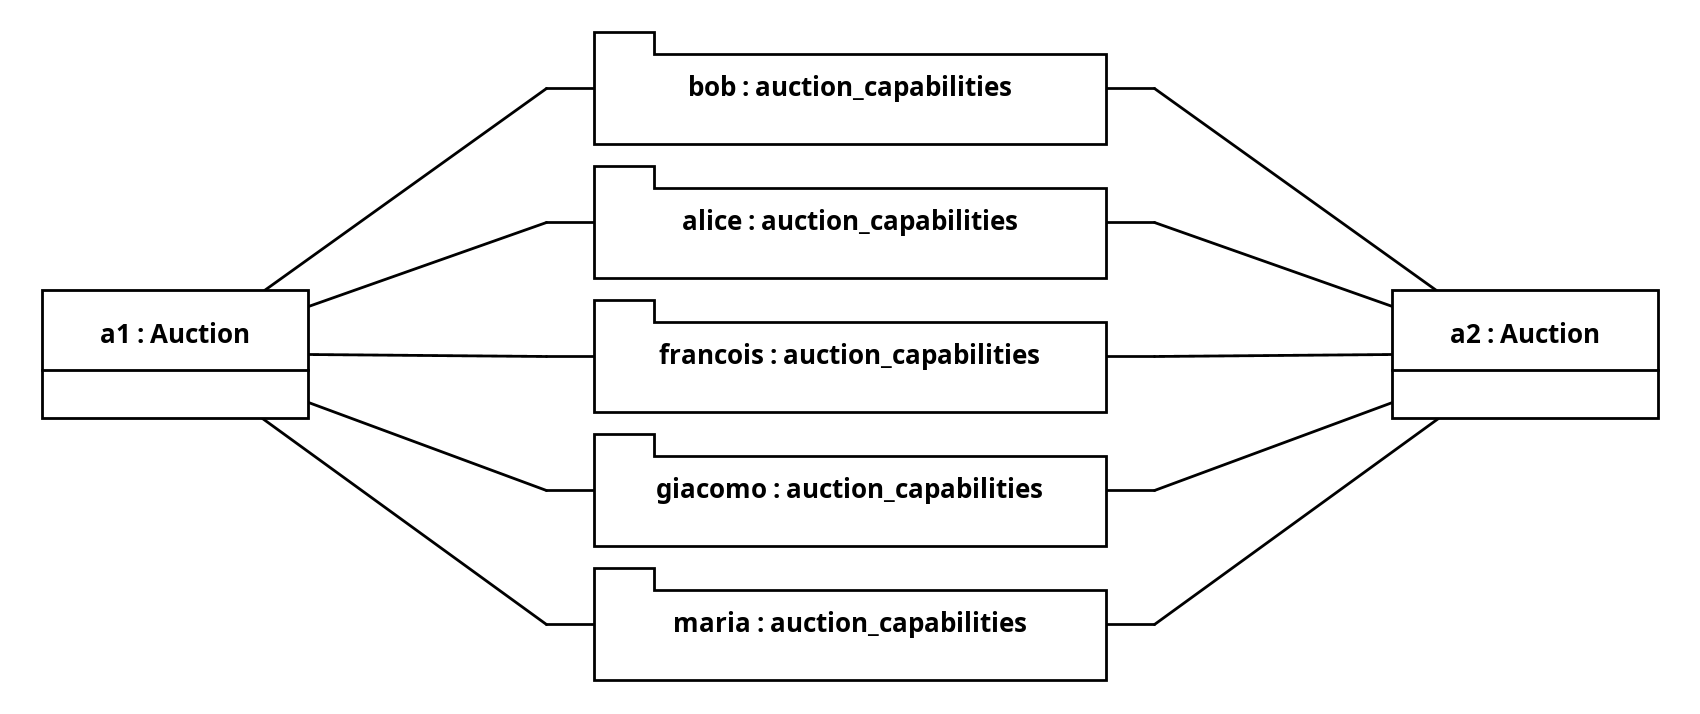 bob : auction_capabilities
alice : auction_capabilities
a1 : Auction
a2 : Auction
francois : auction_capabilities
giacomo : auction_capabilities
maria : auction_capabilities